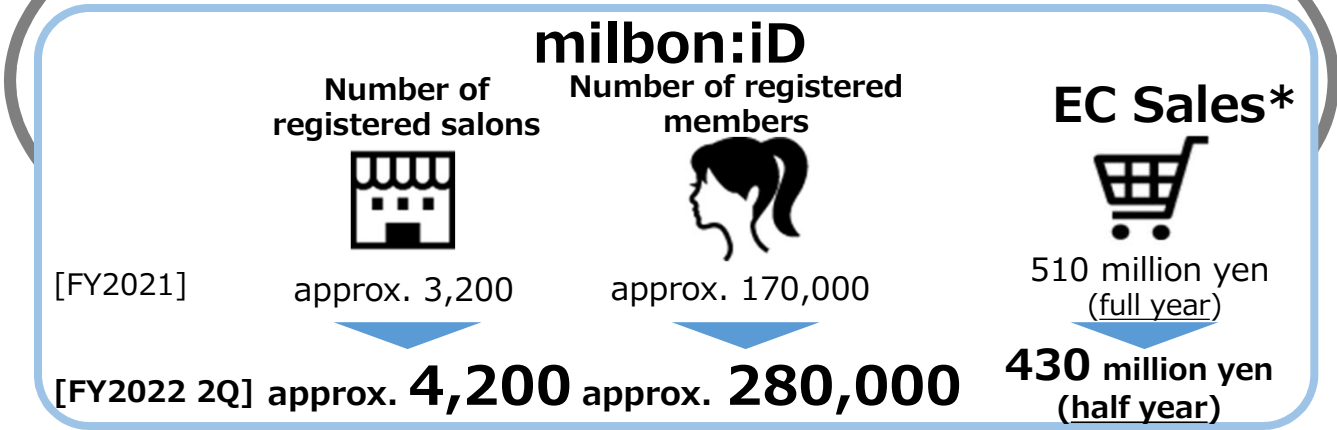 milbon:iD
Number of
registered salons
Number of registered
members
EC Sales*
[FY2021]
approx. 3,200
approx. 170,000
510 million yen
(full year)
[FY2022 2Q]
approx. 4,200
approx. 280,000
430 million yen
(half year)